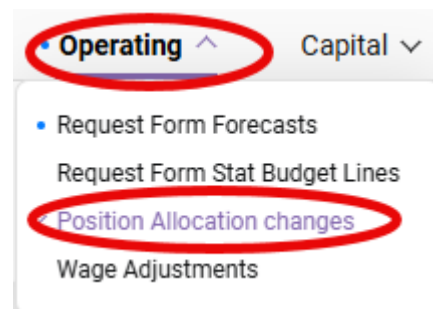 Operating Capital
Request Form Forecasts
Request Form Stat Budget Lines
Position Allocation changes
Wage Adjustments